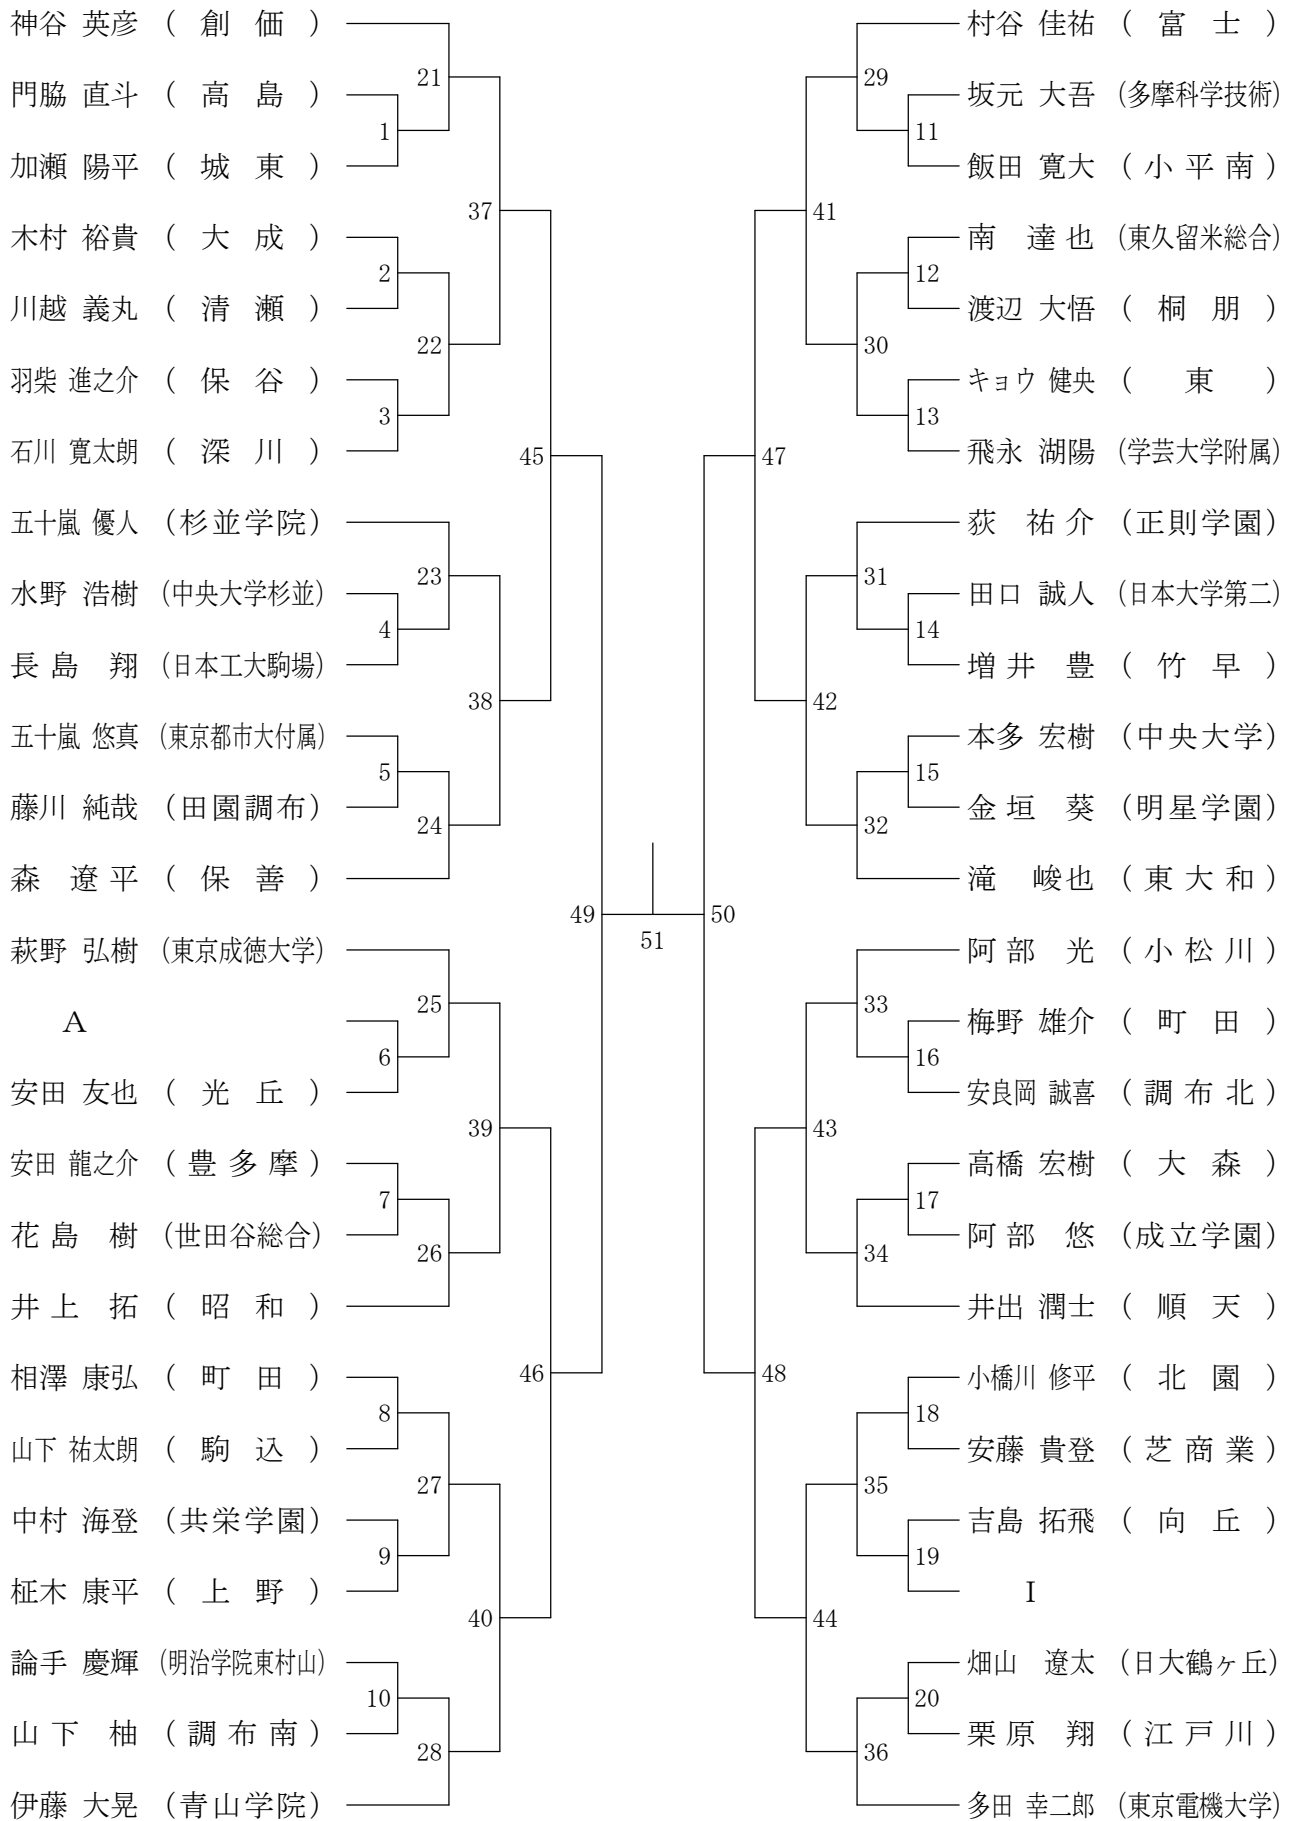 神谷 英彦 ( 創 価 )
21
門脇 直斗 ( 高 島 )
1
加瀬 陽平 ( 城 東 )
37
木村 裕貴 ( 大 成 )
2
川越 義丸 ( 清 瀬 )
22
羽柴 進之介 ( 保 谷 )
3
石川 寛太朗 ( 深 川 )
45
五十嵐 優人 (杉並学院)
23
水野 浩樹 (中央大学杉並)
4
長島 翔 (日本工大駒場)
38
五十嵐 悠真 (東京都市大付属)
5
藤川 純哉 (田園調布)
24
森 遼平 ( 保 善 )
49
萩野 弘樹 (東京成徳大学)
25
A
6
安田 友也 ( 光 丘 )
39
安田 龍之介 ( 豊 多 摩 )
7
花島 樹 (世田谷総合)
26
井上 拓 ( 昭 和 )
46
相澤 康弘 ( 町 田 )
8
山下 祐太朗 ( 駒 込 )
27
中村 海登 (共栄学園)
9
柾木 康平 ( 上 野 )
40
論手 慶輝 (明治学院東村山)
10
山下 柚 ( 調 布 南 )
28
伊藤 大晃 (青山学院)
51
村谷 佳祐 ( 富 士 )
29
坂元 大吾 (多摩科学技術)
11
飯田 寛大 ( 小 平 南 )
41
南 達也 (東久留米総合)
12
渡辺 大悟 ( 桐 朋 )
30
キョウ 健央 ( 東 )
13
飛永 湖陽 (学芸大学附属)
47
荻 祐介 (正則学園)
31
田口 誠人 (日本大学第二)
14
増井 豊 ( 竹 早 )
42
本多 宏樹 (中央大学)
15
金垣 葵 (明星学園)
32
滝 峻也 ( 東 大 和 )
50
阿部 光 ( 小 松 川 )
33
梅野 雄介 ( 町 田 )
16
安良岡 誠喜 ( 調 布 北 )
43
高橋 宏樹 ( 大 森 )
17
阿部 悠 (成立学園)
34
井出 潤士 ( 順 天 )
48
小橋川 修平 ( 北 園 )
18
安藤 貴登 ( 芝 商 業 )
35
吉島 拓飛 ( 向 丘 )
19
I
44
畑山 遼太 (日大鶴ヶ丘)
20
栗原 翔 ( 江 戸 川 )
36
多田 幸二郎 (東京電機大学)